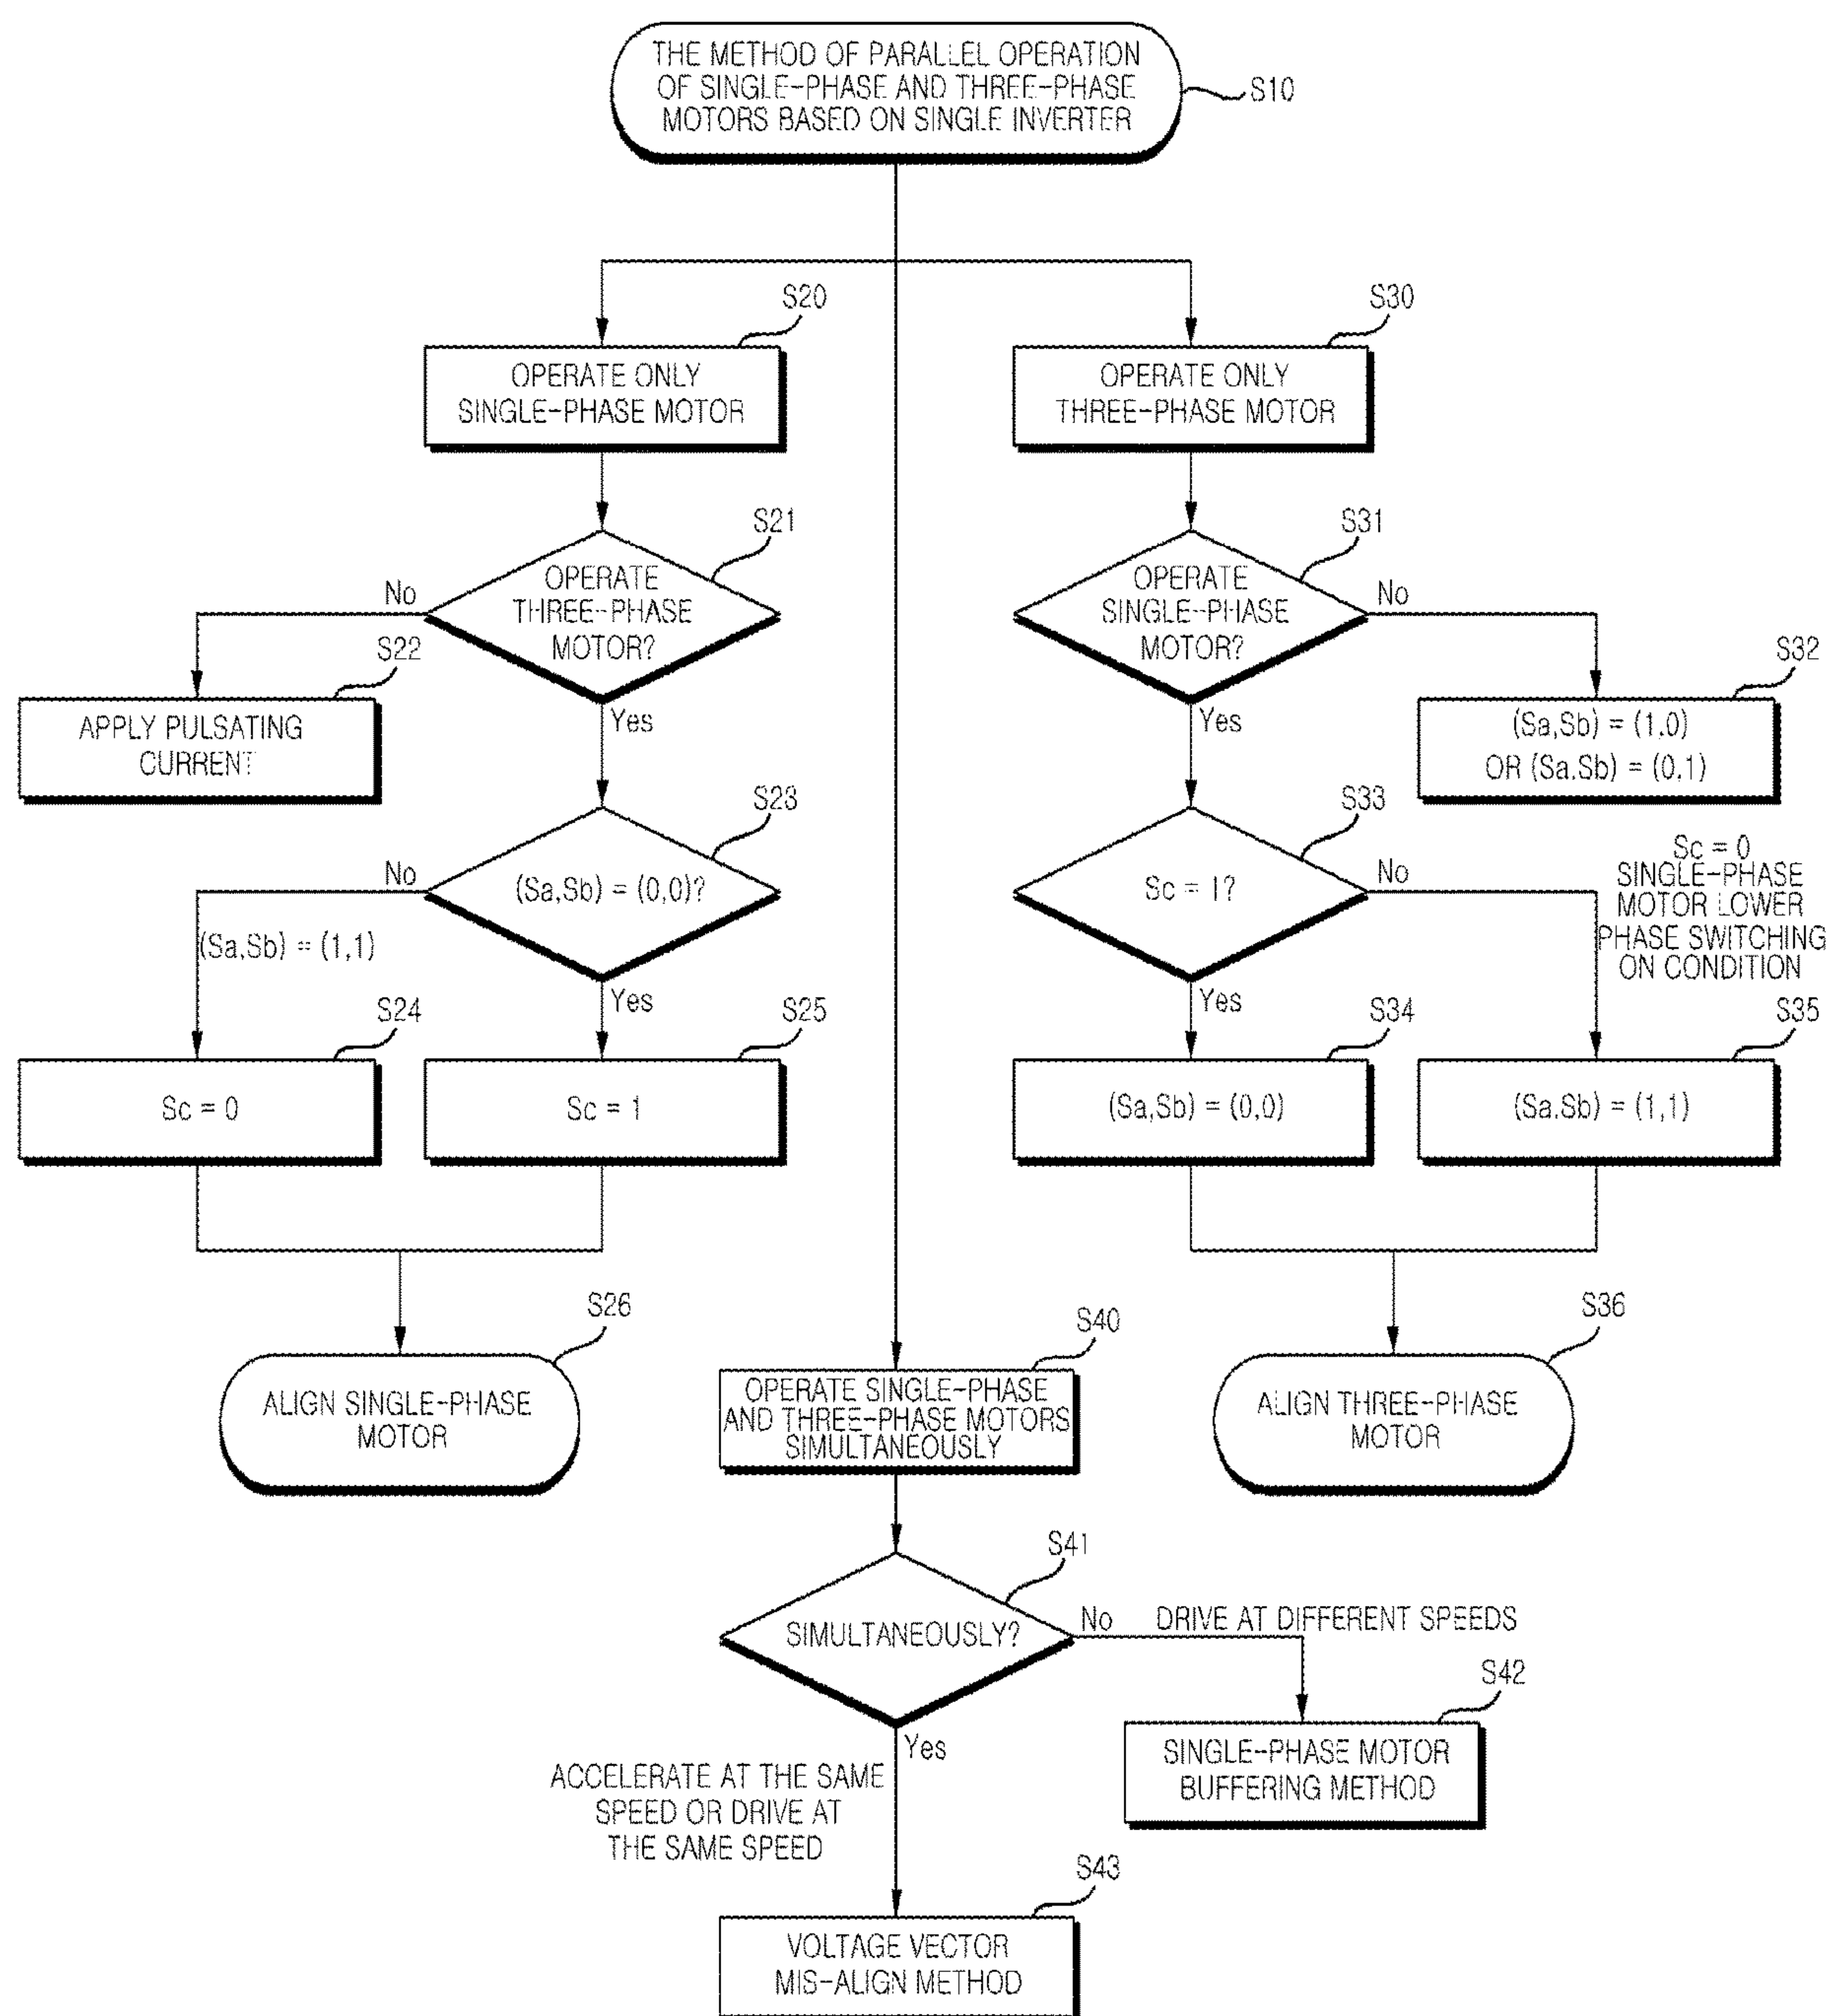 THE METHOD OF PARALLEL OPERATION
OF SINGLE-PHASE AND THREE-PHASE
MOTORS BASED ON SINGLE INVERTER
S10
S20
OPERATE ONLY
SINGLE-PHASE MOTOR
S30
OPERATE ONLY
THREE-PHASE MOTOR
S21
OPERATE
THREE-PHASE
MOTOR?
No
Yes
S22
APPLY PULSATING
CURRENT
S31
OPERATE
SINGLE-PHASE
MOTOR?
No
Yes
S32
(Sa,Sb) = (1,0)
OR (Sa.Sb) = (0,1)
S23
(Sa,Sb) = (0,0)?
No
(Sa,Sb) = (1,1)
Yes
S33
Sc = 1?
No
Yes
Sc = 0
SINGLE-PHASE
MOTOR LOWER
PHASE SWITCHING
ON CONDITION
S24
Sc = 0
S25
Sc = 1
S34
(Sa,Sb) = (0,0)
S35
(Sa.Sb) = (1,1)
S26
ALIGN SINGLE-PHASE
MOTOR
S40
OPERATE SINGLE-PHASE
AND THREE-PHASE MOTORS
SIMULTANEOUSLY
S36
ALIGN THREE-PHASE
MOTOR
S41
SIMULTANEOUSLY?
No
DRIVE AT DIFFERENT SPEEDS
S42
SINGLE-PHASE MOTOR
BUFFERING METHOD
Yes
ACCELERATE AT THE SAME
SPEED OR DRIVE AT
THE SAME SPEED
S43
VOLTAGE VECTOR
MIS-ALIGN METHOD